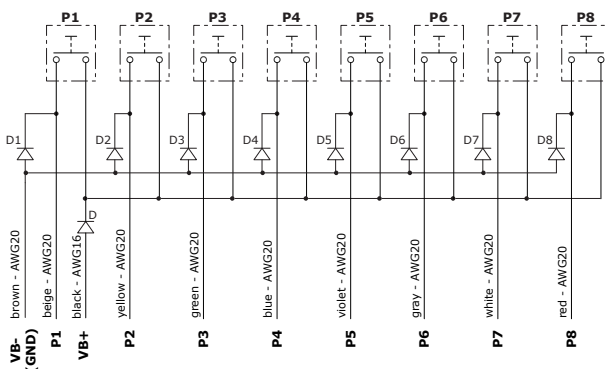 P1 P2 P3 P4 P5 P6 P7 P8
D1 D2 D3 D4 D5 D6 D7 D8
D
brown - AWG20
beige - AWG20
black - AWG16
yellow - AWG20
green - AWG20
blue - AWG20
violet - AWG20
gray - AWG20
white - AWG20
red - AWG20
VB-
(GND)
P1
VB+
P2
P3
P4
P5
P6
P7
P8